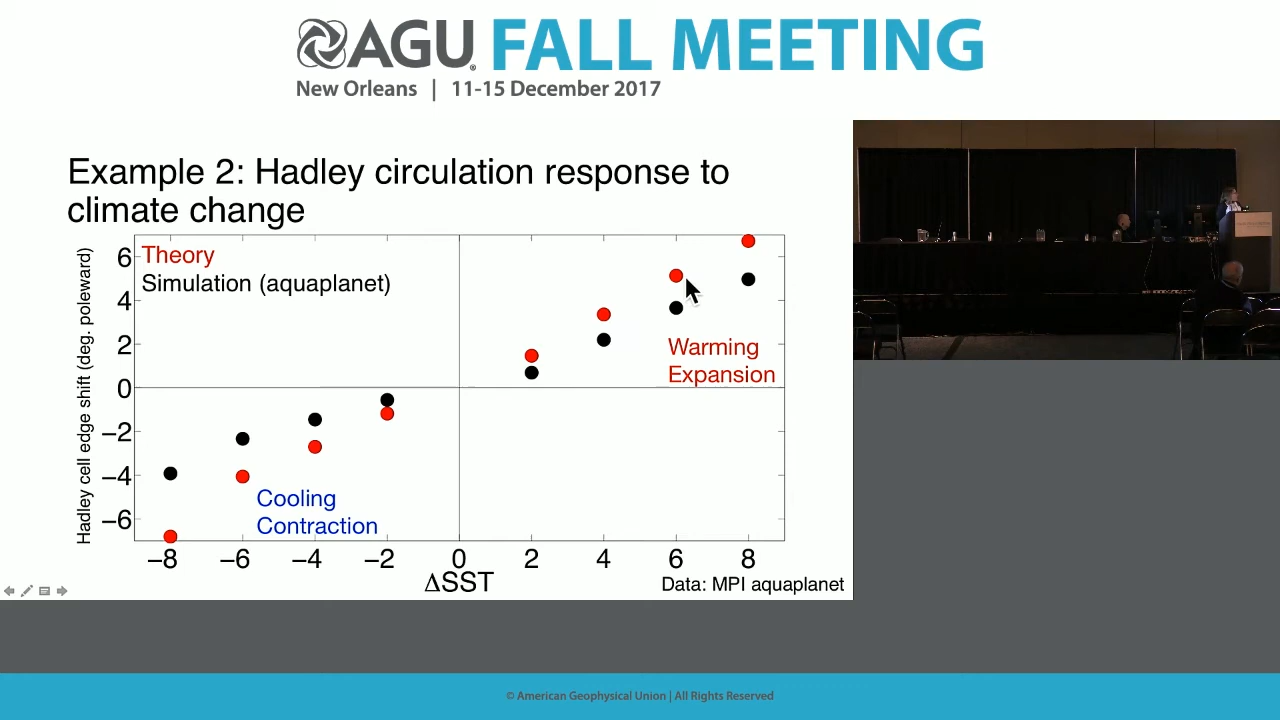 AGU FALL MEETING
New Orleans | 11-15 December 2017
Example 2: Hadley circulation response to
climate change
Hadley cell edge shift (deg. poleward)
6
4
2
0
−2
−4
−6
Theory
Simulation (aquaplanet)
Warming
Expansion
Cooling
Contraction
−8 −6 −4 −2 0 2 4 6 8
ΔSST
Data: MPI aquaplanet
© American Geophysical Union | All Rights Reserved